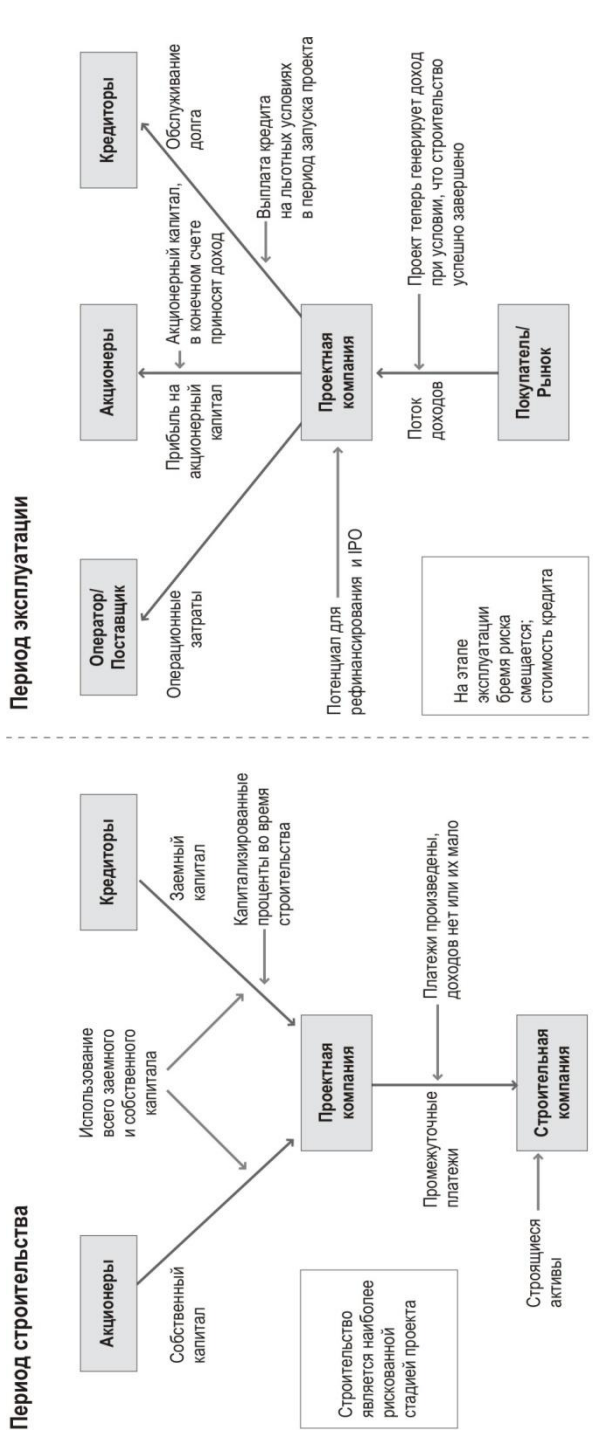 Период строительства
Акционеры
Использование
всего заемного
и собственного
капитала
Кредиторы
Собственный
капитал
Заемный
капитал
Капитализированные
проценты во время
строительства
Строительство
является наиболее
рискованной
стадией проекта
Проектная
компания
Промежуточные
платежи
Платежи произведены,
доходов нет или их мало
Строящиеся
активы
Строительная
компания
Период эксплуатации
Оператор/
Поставщик
Акционеры
Кредиторы
Операционные
затраты
Прибыль на
акционерный
капитал
Акционерный капитал,
в конечном счете
приносят доход
Обслуживание
долга
Выплата кредита
на льготных условиях
в период запуска проекта
Потенциал для
рефинансирования и IPO
Проектная
компания
Поток
доходов
Проект теперь генерирует доход
при условии, что строительство
успешно завершено
На этапе
эксплуатации
бремя риска
смещается;
стоимость кредита
Покупатель/
Рынок